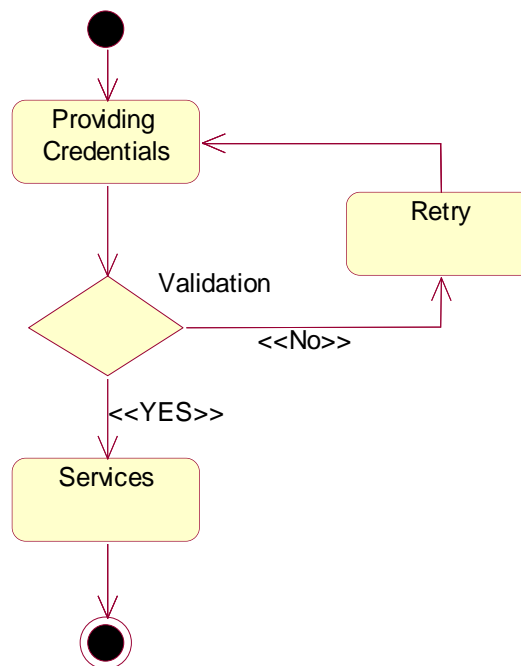 Providing
Credentials
Retry
Validation
<<No>>
<<YES>>
Services